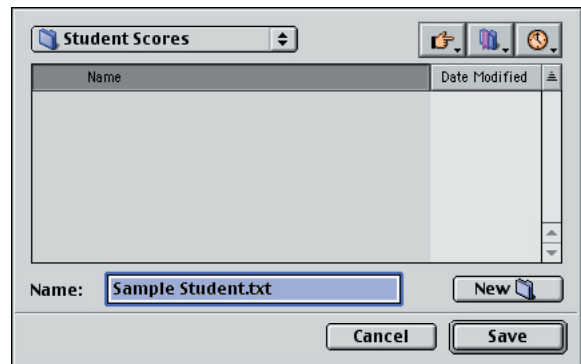 Student Scores
Name Date Modified
Name: Sample Student.txt New
Cancel Save